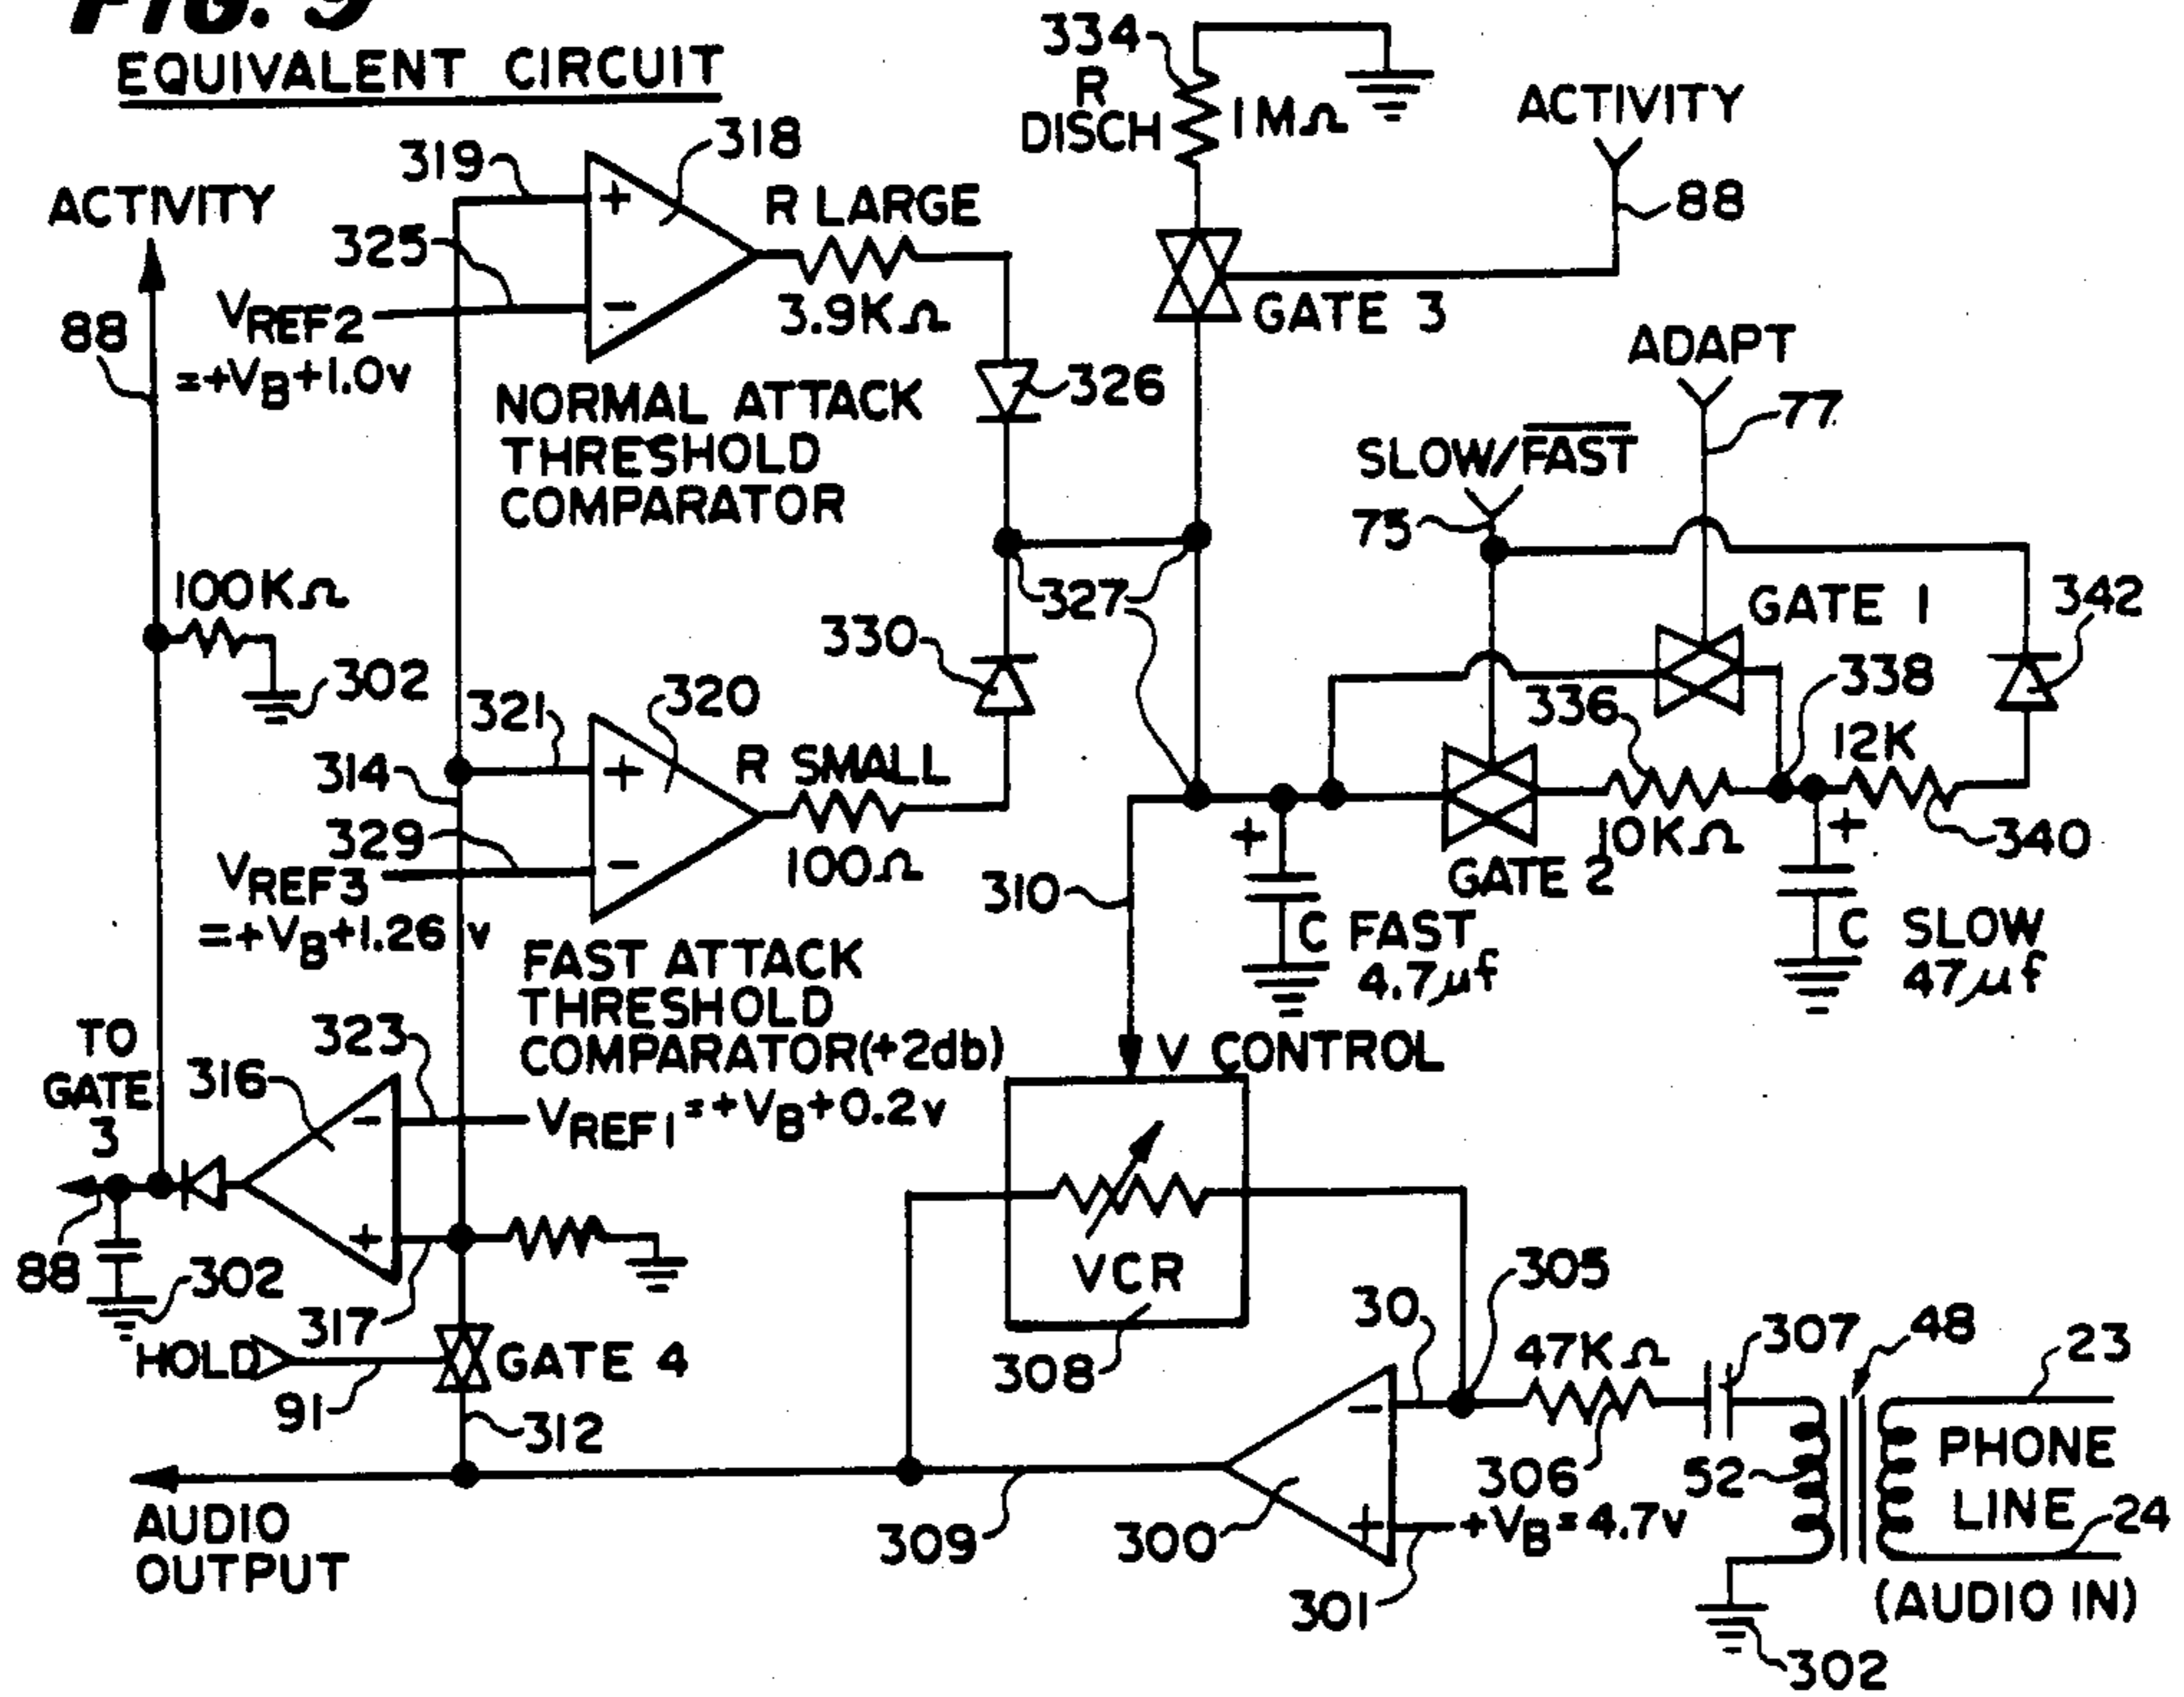 FIG. 9
EQUIVALENT CIRCUIT
334
R
DISCH
1MΩ
ACTIVITY
88
GATE 3
319
318
R LARGE
3.9KΩ
ACTIVITY
88
325
VREF2
=+VB+1.0v
NORMAL ATTACK
THRESHOLD
COMPARATOR
326
ADAPT
77
SLOW/FAST
75
GATE 1
342
327
330
100KΩ
302
321
320
R SMALL
100Ω
314
329
VREF3
=+VB+1.26 v
FAST ATTACK
THRESHOLD
COMPARATOR(+2db)
336
338
12K
10KΩ
340
GATE 2
310
+
C FAST
4.7µf
+
C SLOW
47µf
V CONTROL
TO
GATE
3
316
323
VREF1=+VB+0.2v
-
+
88
302
317
HOLD
91
GATE 4
312
VCR
308
30
305
47KΩ
306
307
48
23
52
PHONE
LINE
24
(AUDIO IN)
302
AUDIO
OUTPUT
309
300
-
+
+VB=4.7v
301